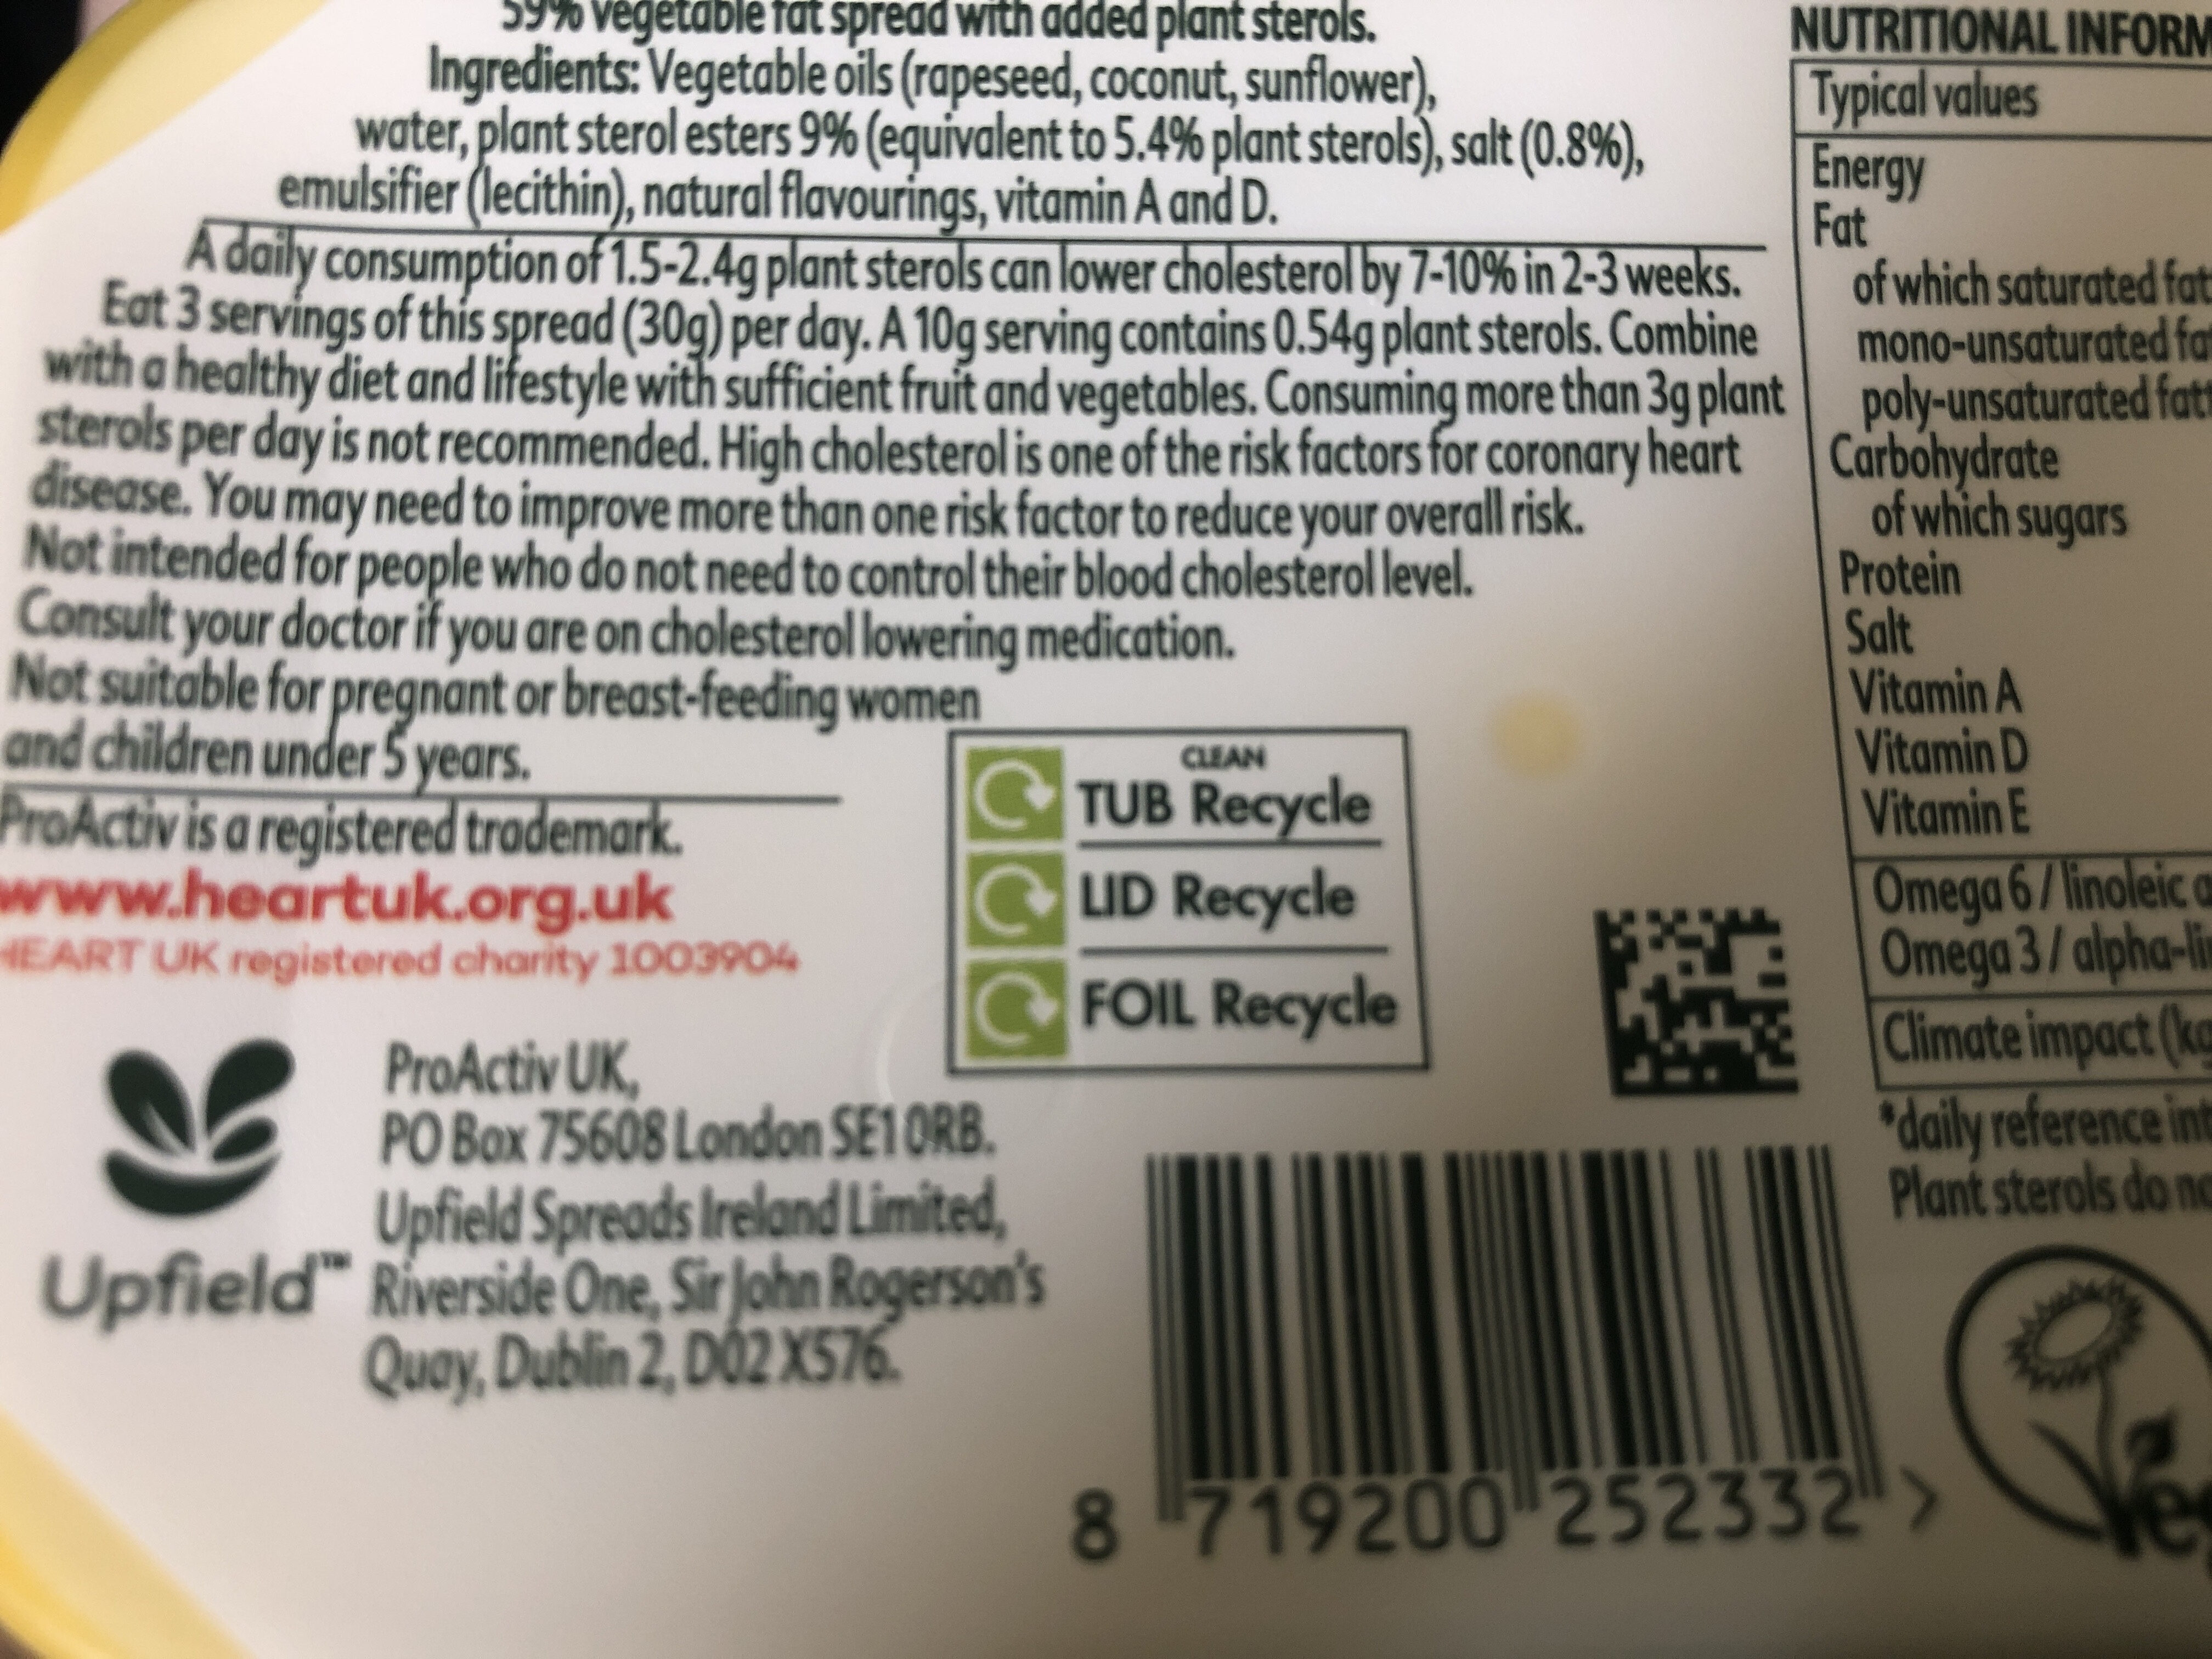 59% vegetable fat spread with added plant sterols.
Ingredients: Vegetable oils (rapeseed, coconut, sunflower),
water, plant sterol esters 9% (equivalent to 5.4% plant sterols), salt (0.8%),
emulsifier (lecithin), natural flavourings, vitamin A and D.
A daily consumption of 1.5-2.4g plant sterols can lower cholesterol by 7-10% in 2-3 weeks.
Eat 3 servings of this spread (30g) per day. A 10g serving contains 0.54g plant sterols. Combine
with a healthy diet and lifestyle with sufficient fruit and vegetables. Consuming more than 3g plant
sterols per day is not recommended. High cholesterol is one of the risk factors for coronary heart
disease. You may need to improve more than one risk factor to reduce your overall risk.
Not intended for people who do not need to control their blood cholesterol level.
Consult your doctor if you are on cholesterol lowering medication.
Not suitable for pregnant or breast-feeding women
and children under 5 years.
ProActiv is a registered trademark.
www.heartuk.org.uk
HEART UK registered charity 1003904
CLEAN
TUB Recycle
LID Recycle
FOIL Recycle
Upfield™
ProActiv UK,
PO Box 75608 London SE1 0RB.
Upfield Spreads Ireland Limited,
Riverside One, Sir John Rogerson's
Quay, Dublin 2, D02 X576.
8 719200 252332 >
NUTRITIONAL INFORM
Typical values
Energy
Fat
of which saturated fat
mono-unsaturated fa
poly-unsaturated fat
Carbohydrate
of which sugars
Protein
Salt
Vitamin A
Vitamin D
Vitamin E
Omega 6 / linoleic a
Omega 3 / alpha-li
Climate impact (kg
*daily reference int
Plant sterols do no
Veg